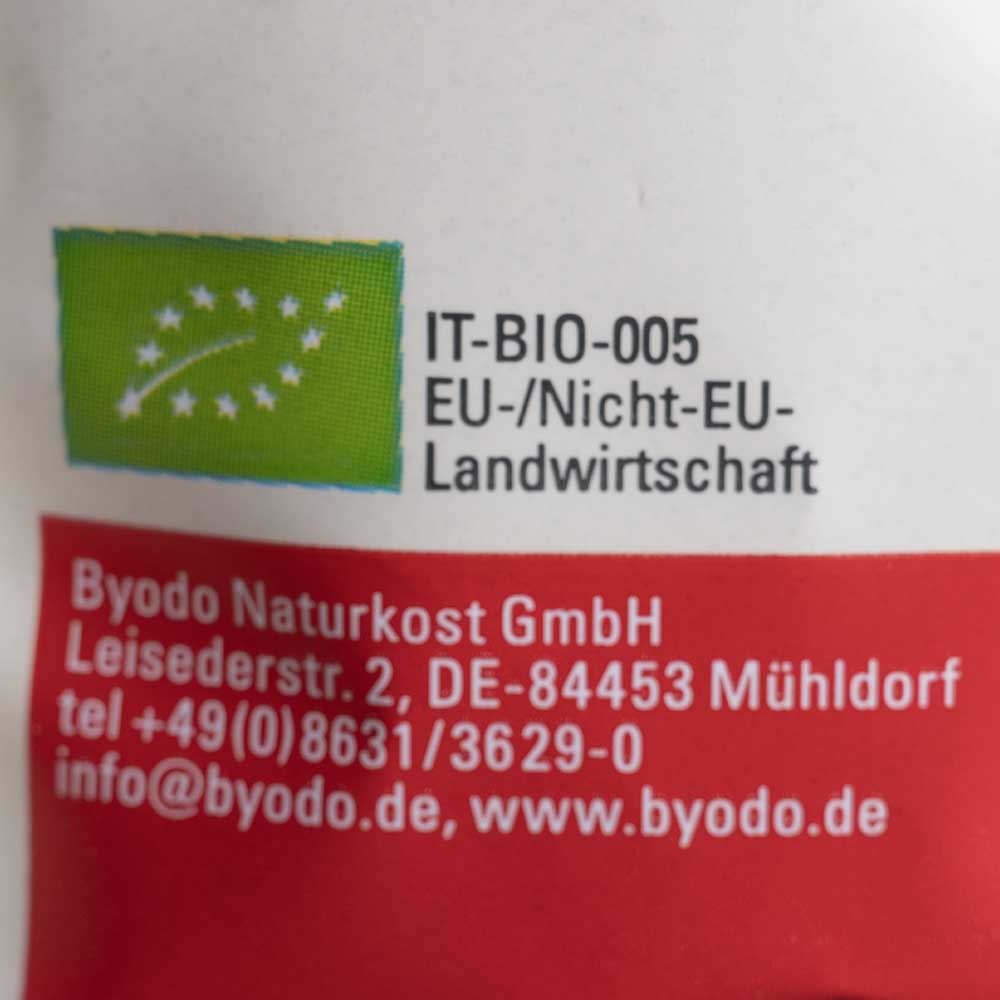 IT-BIO-005
EU-/Nicht-EU-
Landwirtschaft
Byodo Naturkost GmbH
Leisederstr. 2, DE-84453 Mühldorf
tel +49(0)8631/3629-0
info@byodo.de, www.byodo.de